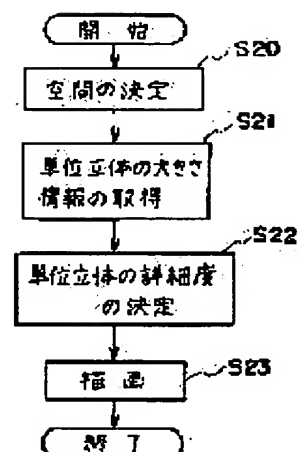 開始
S20
空間の決定
S21
単位立体の大きさ
情報の取得
S22
単位立体の詳細度
の決定
描画
S23
終了